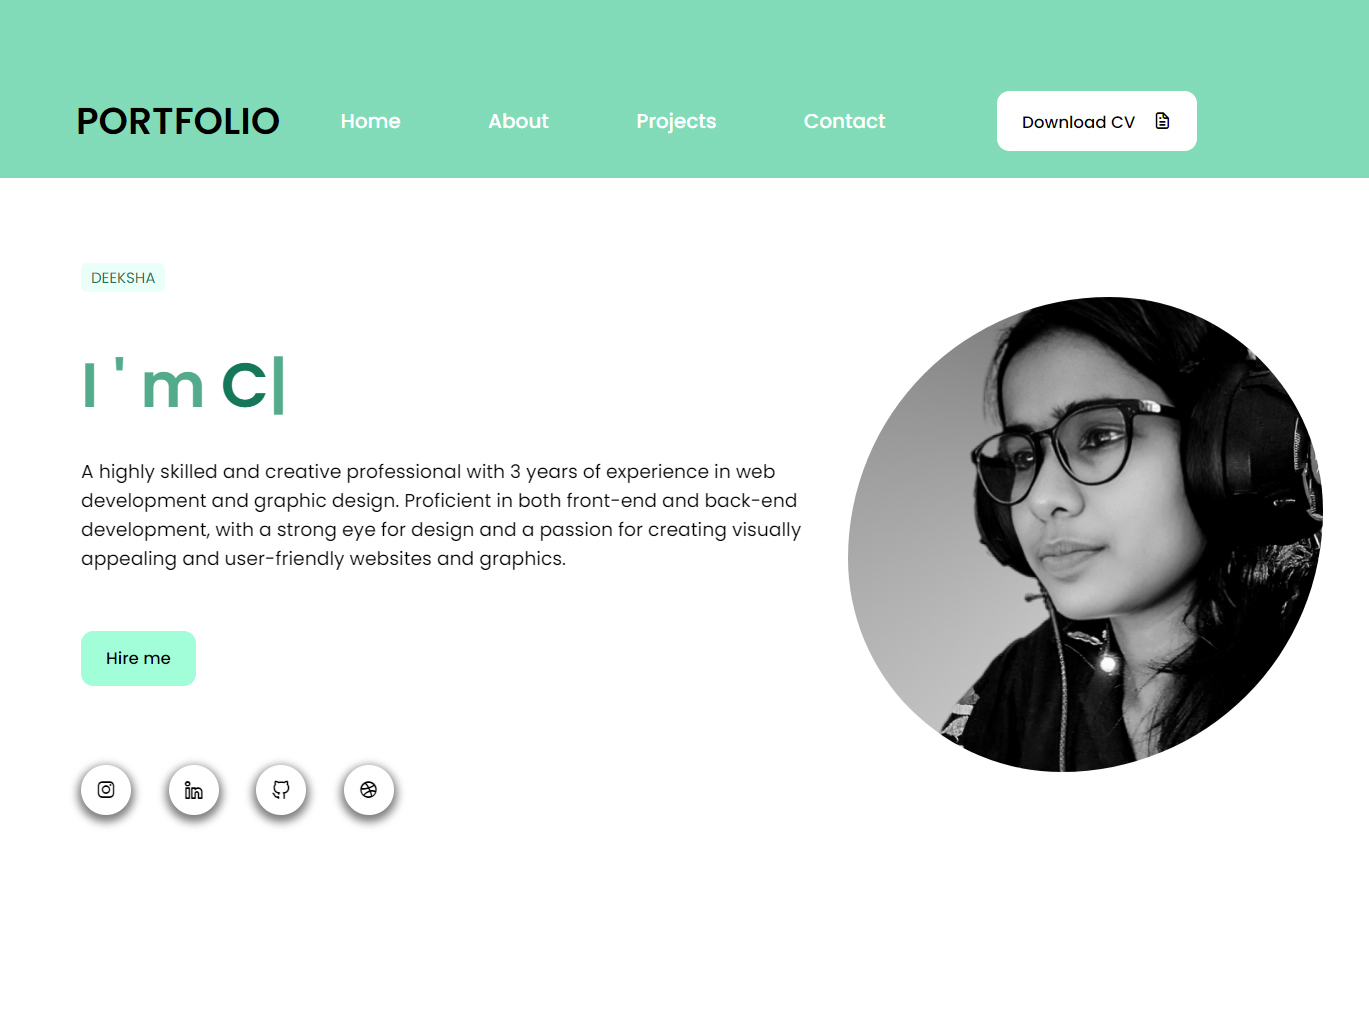 PORTFOLIO Home About Projects Contact Download CV
DEEKSHA
I ' m C|
A highly skilled and creative professional with 3 years of experience in web
development and graphic design. Proficient in both front-end and back-end
development, with a strong eye for design and a passion for creating visually
appealing and user-friendly websites and graphics.
Hire me